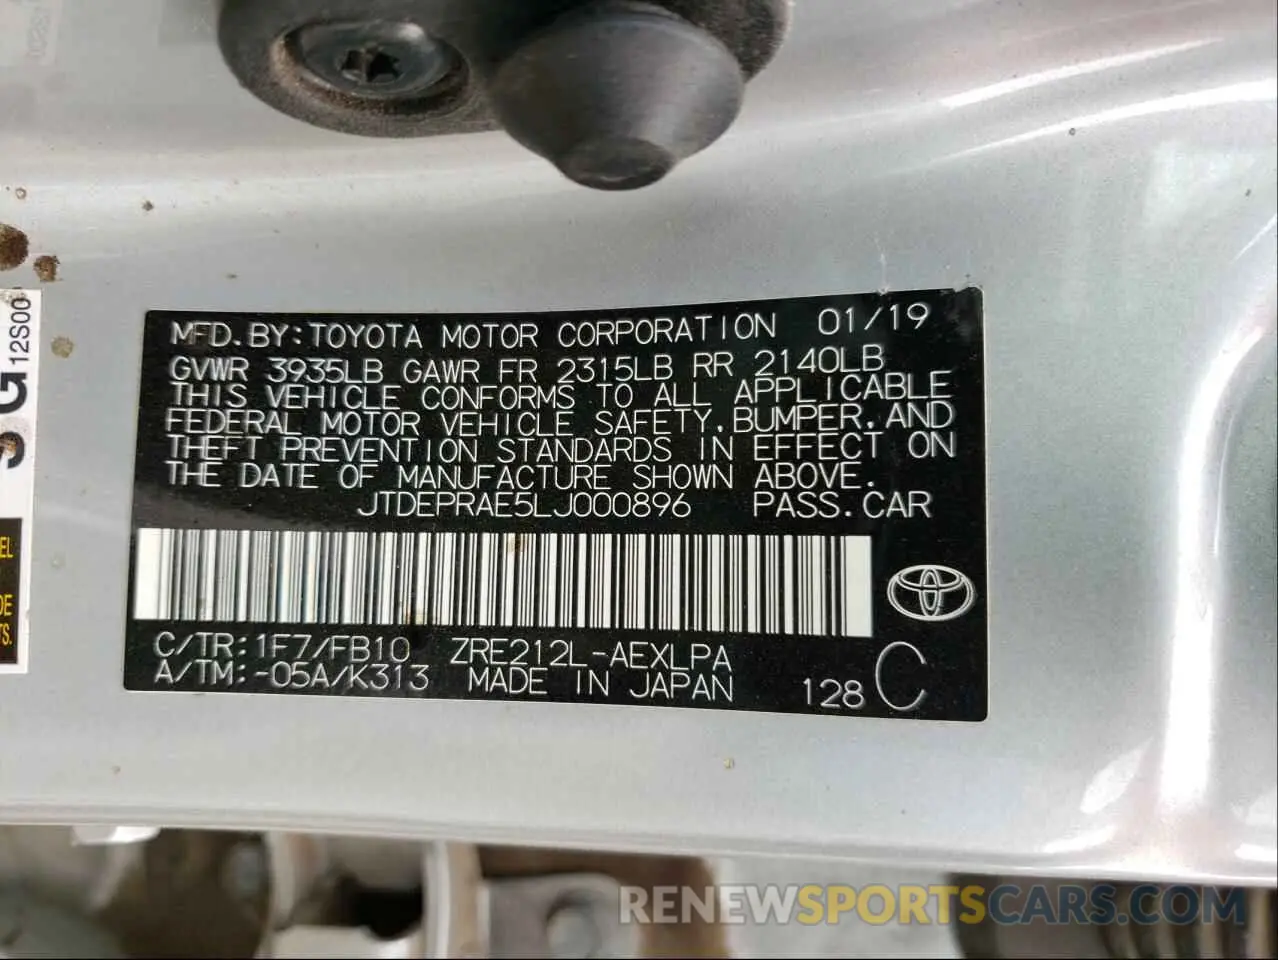 MFD.BY:TOYOTA MOTOR CORPORATION 01/19
GVWR 3935LB GAWR FR 2315LB RR 2140LB
THIS VEHICLE CONFORMS TO ALL APPLICABLE
FEDERAL MOTOR VEHICLE SAFETY,BUMPER,AND
THEFT PREVENTION STANDARDS IN EFFECT ON
THE DATE OF MANUFACTURE SHOWN ABOVE.
JTDEPRAE5LJ000896 PASS.CAR
C/TR:1F7/FB10 ZRE212L-AEXLPA
A/TM:-05A/K313 MADE IN JAPAN 128 C
12S00
RENEWSPORTSCARS.COM